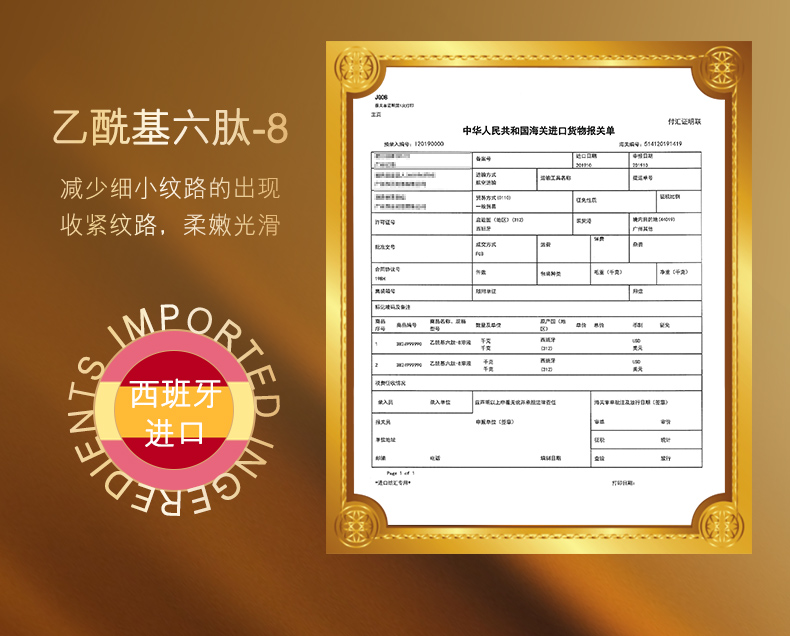 乙酰基六肽-8
减少细小纹路的出现
收紧纹路，柔嫩光滑
IMPORTED INGEREDIENTS
西班牙
进口
JG08
主页
付汇证明联
中华人民共和国海关进口货物报关单
预录入编号：120190000
海关编号：514120191419
备案号
进口日期
申报日期
201910
201910
运输方式
航空运输
运输工具名称
提运单号
贸易方式(0110)
一般贸易
征免性质
征税比例
许可证号
启运国（地区）(312)
西班牙
装货港
境内目的地(44019)
广州其他
批准文号
成交方式
FOB
运费
保费
杂费
合同协议号
件数
包装种类
毛重（千克）
净重（千克）
集装箱号
随附单证
用途
标记唛码及备注
商品序号
商品编号
商品名称、规格型号
数量及单位
原产国（地区）
单价
总价
币制
征免
1
乙酰基六肽-8溶液
千克
千克
西班牙
(312)
USD
美元
2
乙酰基六肽-8溶液
千克
千克
西班牙
(312)
USD
美元
税费征收情况
录入员
录入单位
兹声明以上申报无讹并承担法律责任
海关审单批注及放行日期（签章）
报关员
申报单位（签章）
审单
审价
单位地址
征税
统计
邮编
电话
填制日期
查验
放行
Page 1 of 1
*进口结汇专用*
打印日期：